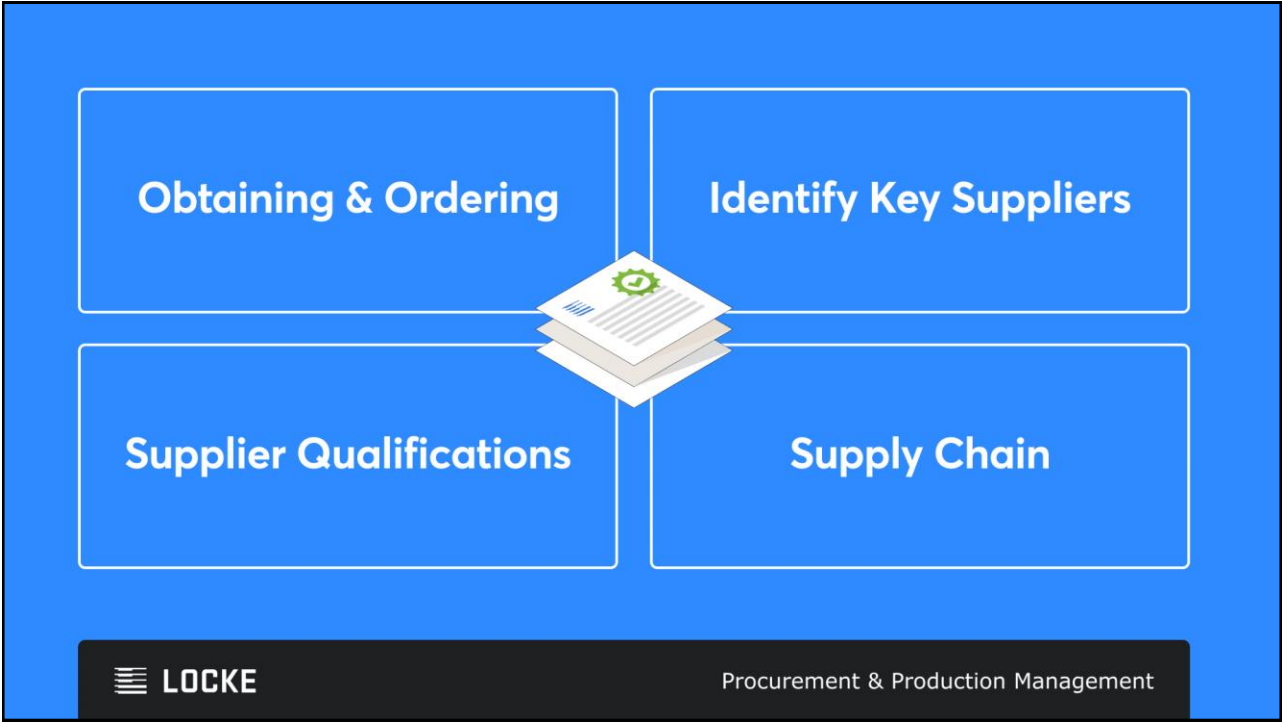 Obtaining & Ordering
Identify Key Suppliers
Supplier Qualifications
Supply Chain
LOCKE
Procurement & Production Management